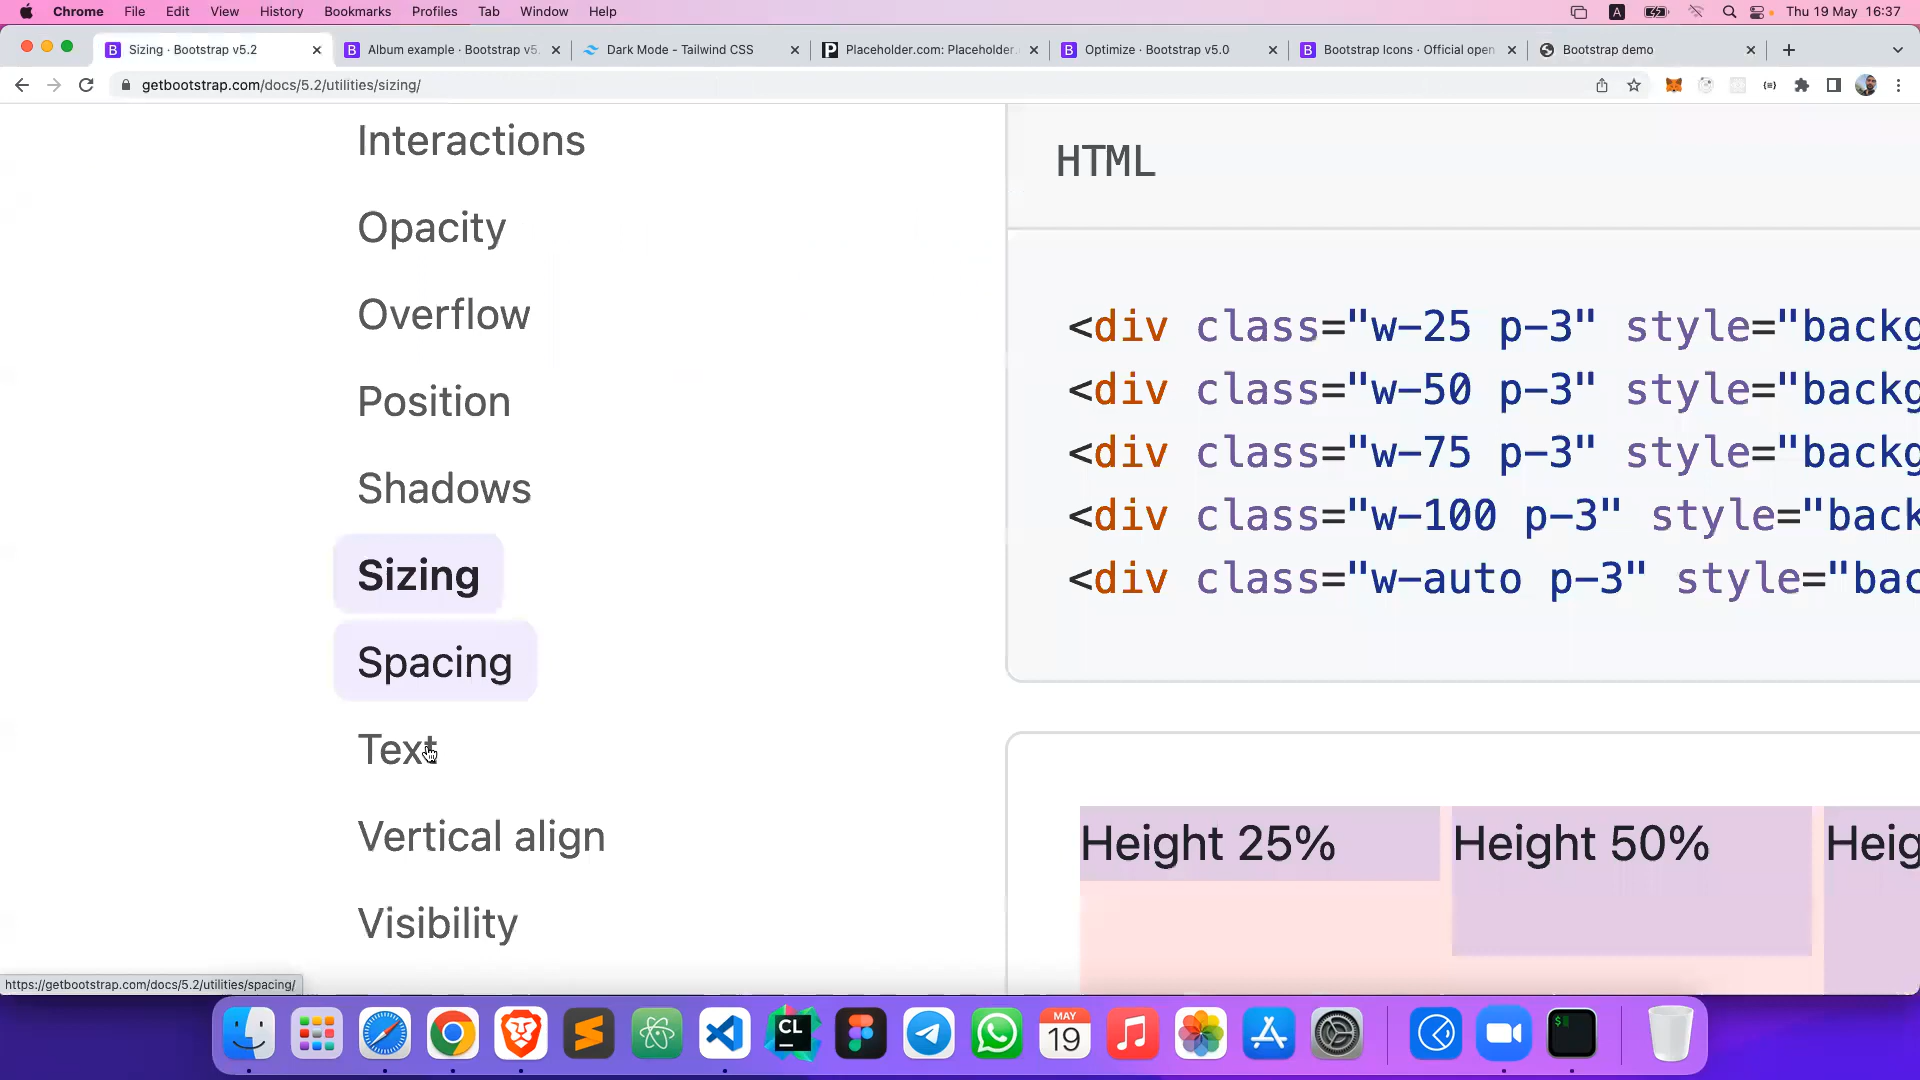 Chrome File Edit View History Bookmarks Profiles Tab Window Help
A Thu 19 May 16:37
Sizing · Bootstrap v5.2
Album example · Bootstrap v5.
Dark Mode - Tailwind CSS
Placeholder.com: Placeholder.
Optimize · Bootstrap v5.0
Bootstrap Icons · Official open
Bootstrap demo
getbootstrap.com/docs/5.2/utilities/sizing/
Interactions
Opacity
Overflow
Position
Shadows
Sizing
Spacing
Text
Vertical align
Visibility
HTML
<div class="w-25 p-3" style="backg
<div class="w-50 p-3" style="backg
<div class="w-75 p-3" style="backg
<div class="w-100 p-3" style="back
<div class="w-auto p-3" style="bac
Height 25%
Height 50%
Heig
https://getbootstrap.com/docs/5.2/utilities/spacing/
CL
MAY
19
$